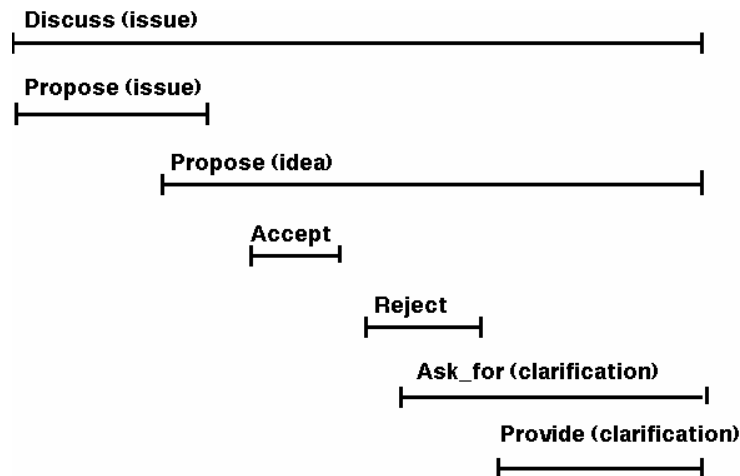 Discuss (issue)
Propose (issue)
Propose (idea)
Accept
Reject
Ask_for (clarification)
Provide (clarification)